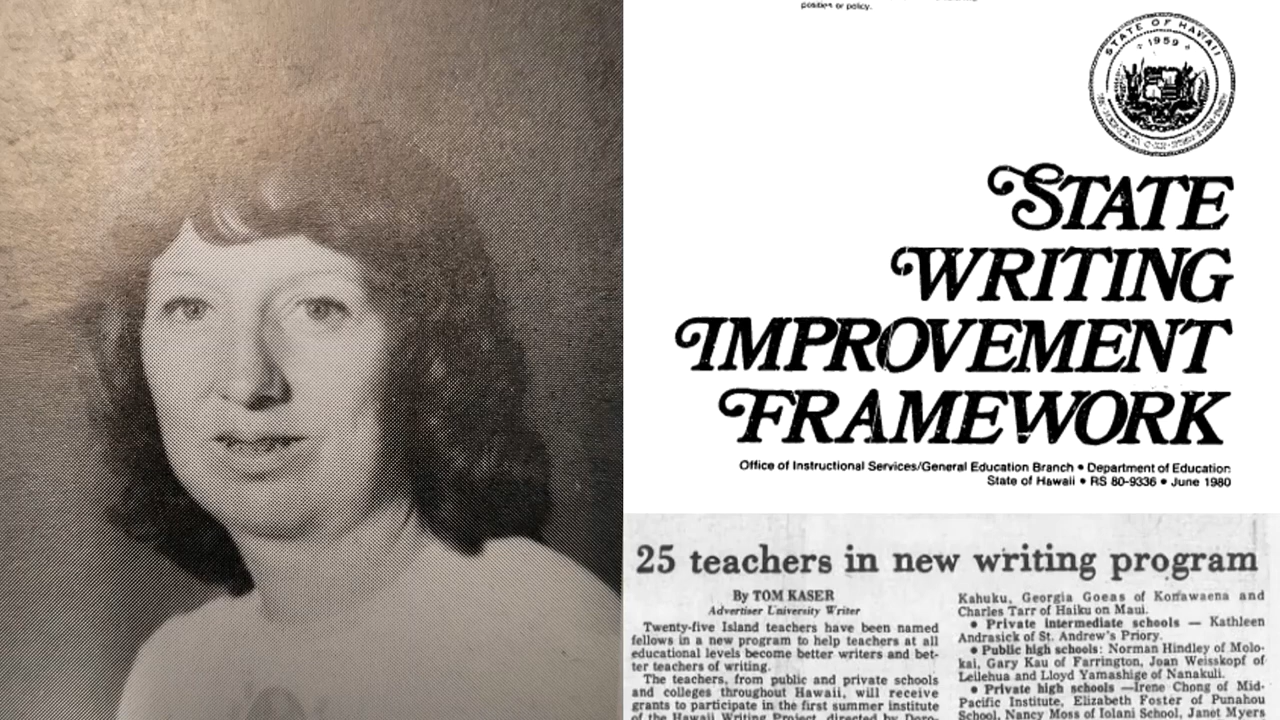 position or policy.
STATE OF HAWAII
1959
STATE
WRITING
IMPROVEMENT
FRAMEWORK
Office of Instructional Services/General Education Branch • Department of Education
State of Hawaii • RS 80-9336 • June 1980
25 teachers in new writing program
By TOM KASER
Advertiser University Writer
Twenty-five Island teachers have been named
fellows in a new program to help teachers at all
educational levels become better writers and bet-
ter teachers of writing.
The teachers, from public and private schools
and colleges throughout Hawaii, will receive
grants to participate in the first summer institute
of the Hawaii Writing Project, directed by Doro-
Kahuku, Georgia Goeas of Konawaena and
Charles Tarr of Haiku on Maui.
• Private intermediate schools — Kathleen
Andrasick of St. Andrew's Priory.
• Public high schools: Norman Hindley of Molo-
kai, Gary Kau of Farrington, Joan Weisskopf of
Leilehua and Lloyd Yamashige of Nanakuli.
• Private high schools —Irene Chong of Mid-
Pacific Institute, Elizabeth Foster of Punahou
School, Nancy Moss of Iolani School, Janet Myers